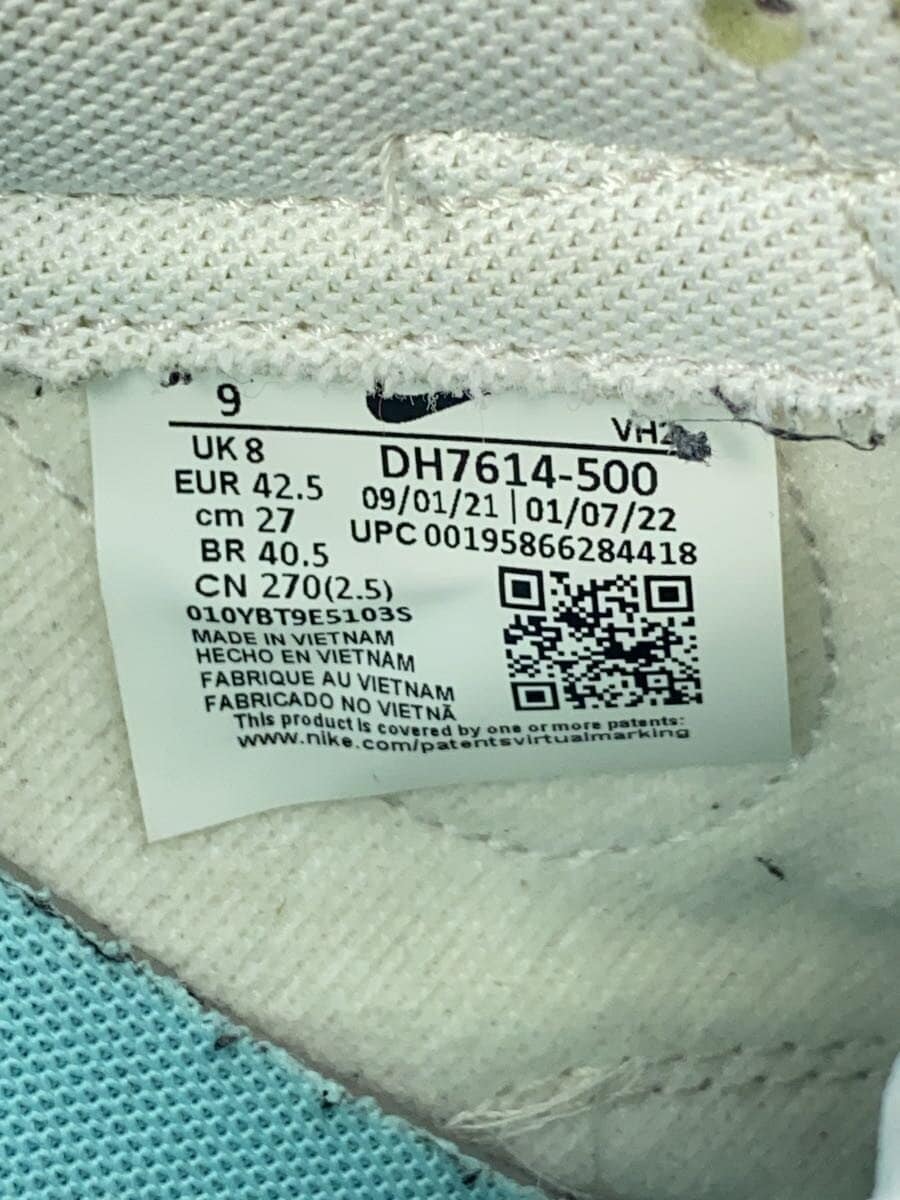 9
UK 8
EUR 42.5
cm 27
BR 40.5
CN 270(2.5)
010YBT9E5103S
MADE IN VIETNAM
HECHO EN VIETNAM
FABRIQUE AU VIETNAM
FABRICADO NO VIETNÃ
DH7614-500
09/01/21 | 01/07/22
UPC 00195866284418
This product is covered by one or more patents:
www.nike.com/patentsvirtualmarking